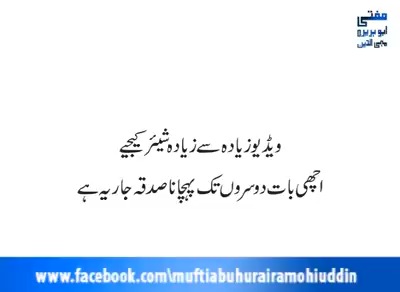 مفتی
ابو ہریرہ
محی الدین
ویڈیو زیادہ سے زیادہ شیئر کیجیے
اچھی بات دوسروں تک پہچانا صدقہ جاریہ ہے
www.facebook.com/muftiabuhurairamohiuddin